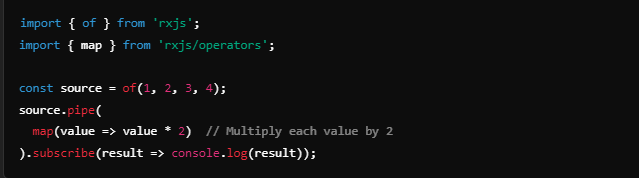 import { of } from 'rxjs';
import { map } from 'rxjs/operators';

const source = of(1, 2, 3, 4);
source.pipe(
  map(value => value * 2)  // Multiply each value by 2
).subscribe(result => console.log(result));